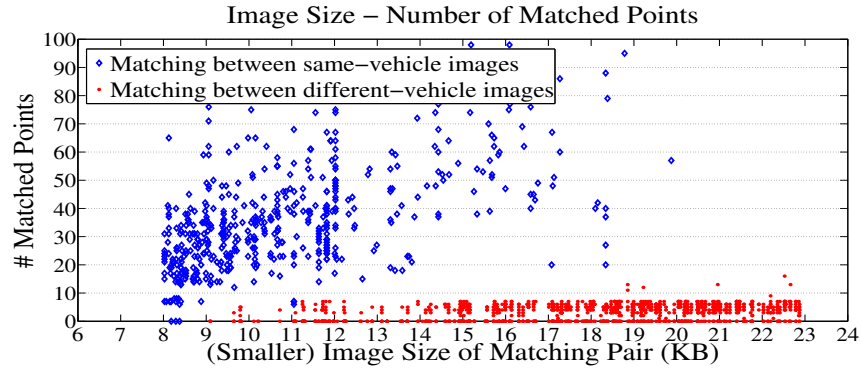 Image Size – Number of Matched Points
# Matched Points
100
90
80
70
60
50
40
30
20
10
0
Matching between same-vehicle images
Matching between different-vehicle images
6 7 8 9 10 11 12 13 14 15 16 17 18 19 20 21 22 23 24
(Smaller) Image Size of Matching Pair (KB)